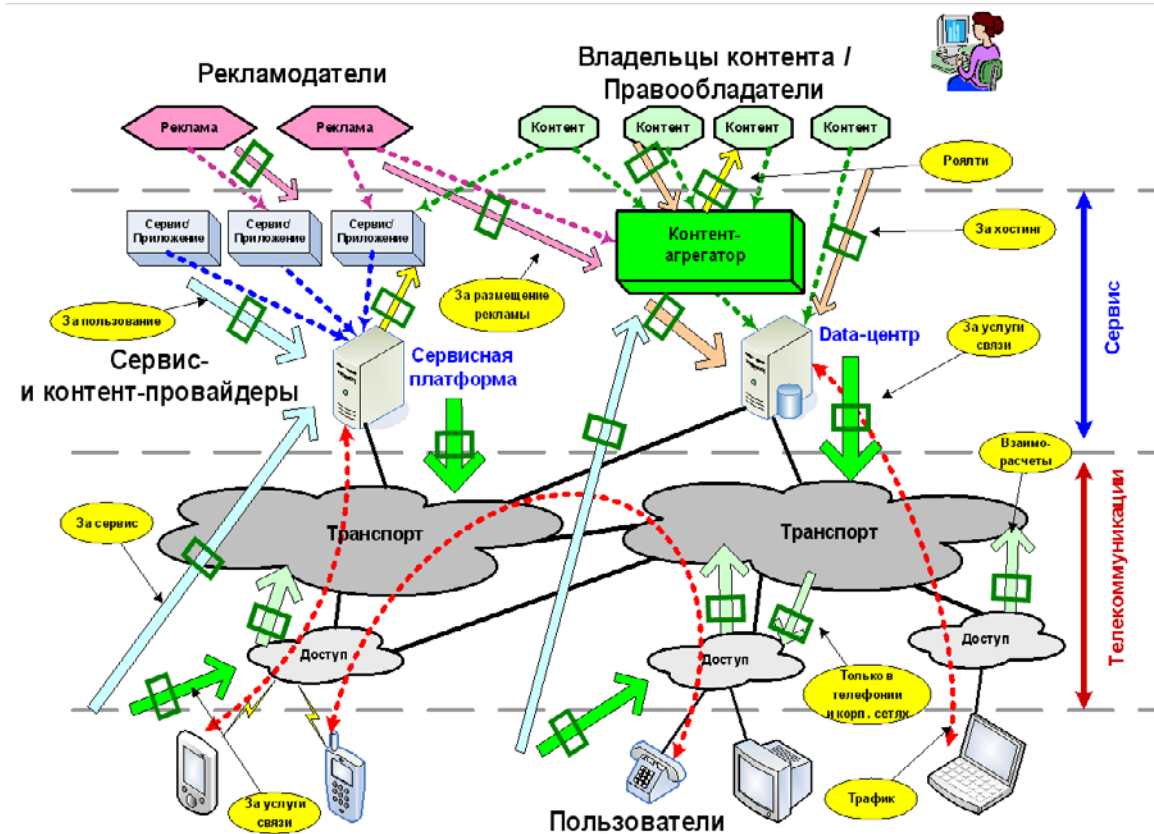 Рекламодатели
Владельцы контента /
Правообладатели
Реклама
Реклама
Контент
Контент
Контент
Контент
Роялти
Сервис/
Приложение
Сервис/
Приложение
Сервис/
Приложение
Контент-
агрегатор
За хостинг
За пользование
За размещение
рекламы
Сервис-
и контент-провайдеры
Сервисная
платформа
Data-центр
За услуги
связи
Сервис
Взаимо-
расчеты
За сервис
Транспорт
Транспорт
Телекоммуникации
Доступ
Доступ
Доступ
Только в
телефонии
и корп. сетях
За услуги
связи
Трафик
Пользователи